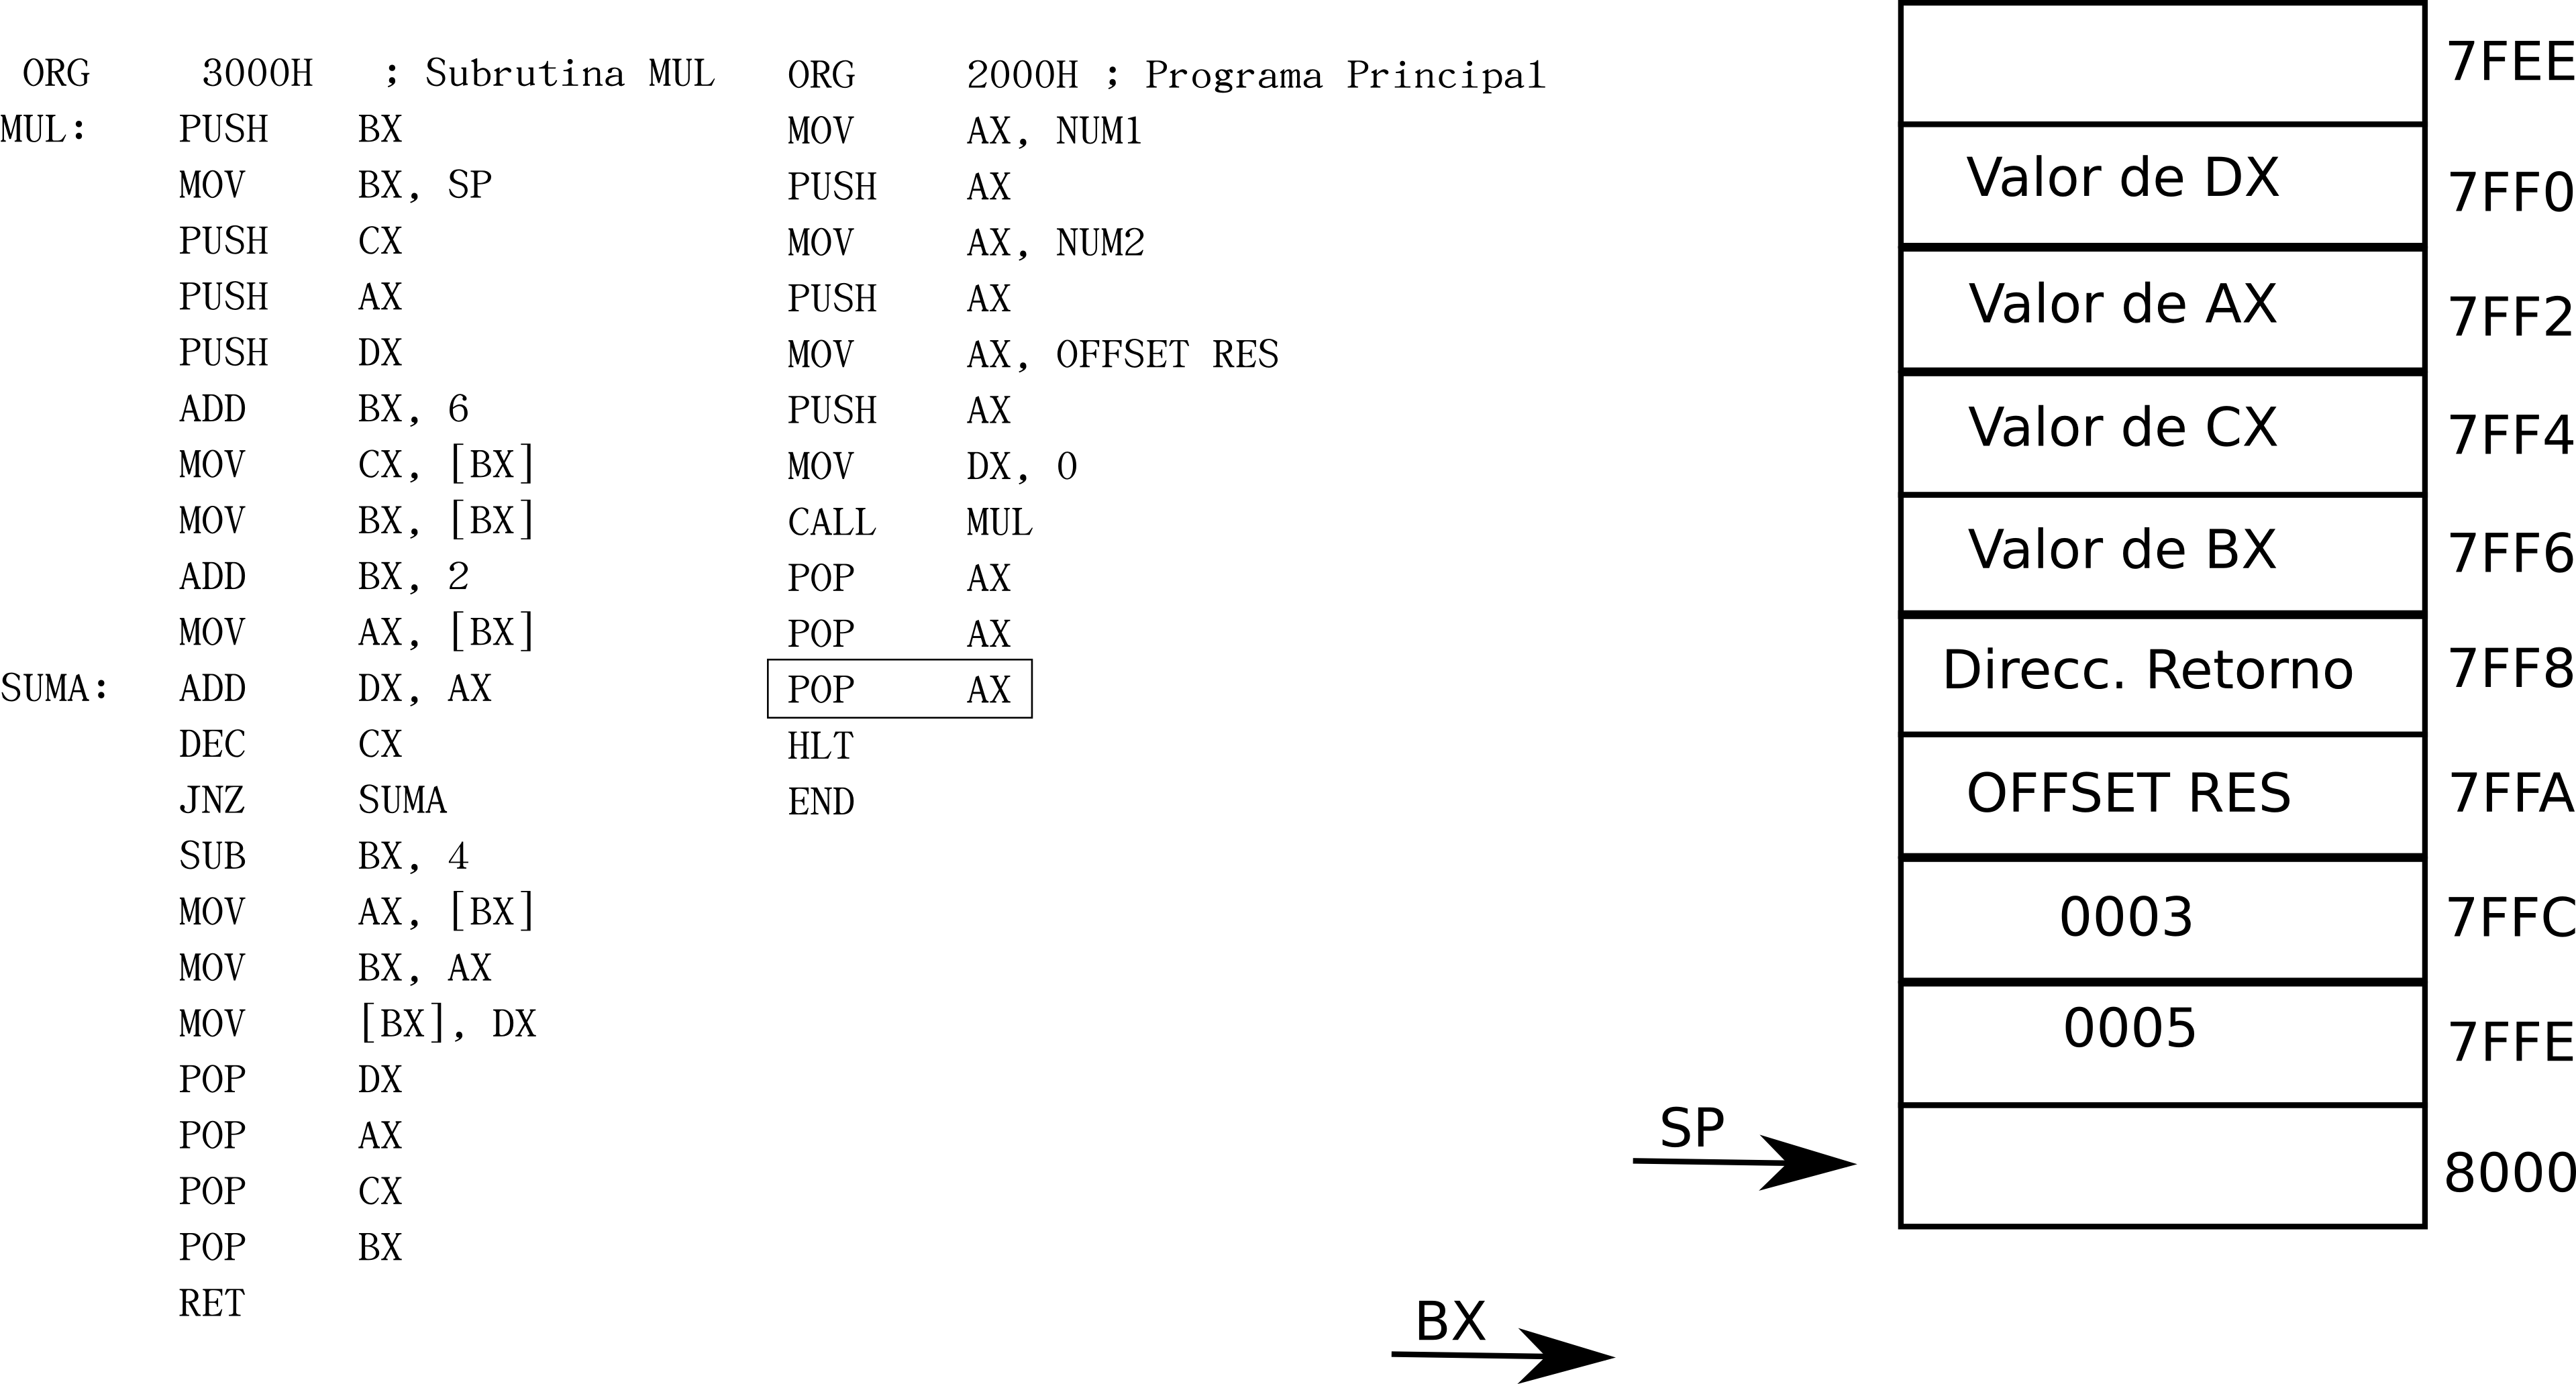 ORG 3000H ; Subrutina MUL
MUL: PUSH BX
MOV BX, SP
PUSH CX
PUSH AX
PUSH DX
ADD BX, 6
MOV CX, [BX]
MOV BX, [BX]
ADD BX, 2
MOV AX, [BX]
SUMA: ADD DX, AX
DEC CX
JNZ SUMA
SUB BX, 4
MOV AX, [BX]
MOV BX, AX
MOV [BX], DX
POP DX
POP AX
POP CX
POP BX
RET
ORG 2000H ; Programa Principal
MOV AX, NUM1
PUSH AX
MOV AX, NUM2
PUSH AX
MOV AX, OFFSET RES
PUSH AX
MOV DX, 0
CALL MUL
POP AX
POP AX
POP AX
HLT
END
7FEE
Valor de DX 7FF0
Valor de AX 7FF2
Valor de CX 7FF4
Valor de BX 7FF6
Direcc. Retorno 7FF8
OFFSET RES 7FFA
0003 7FFC
0005 7FFE
SP 8000
BX